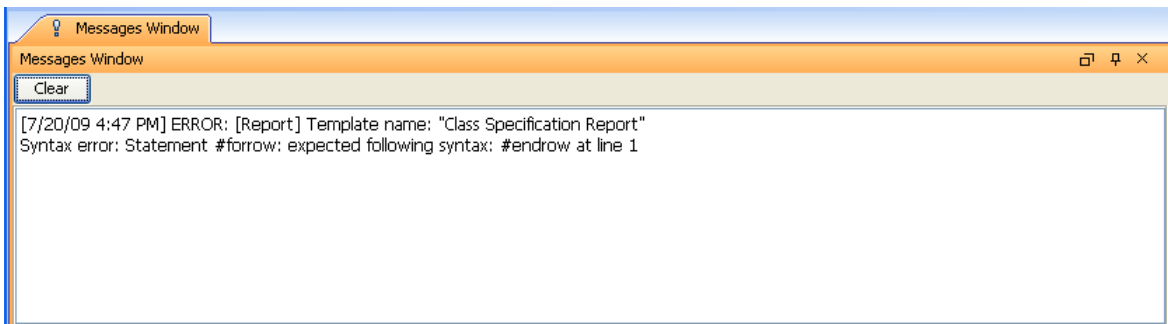 Messages Window
Messages Window
Clear
[7/20/09 4:47 PM] ERROR: [Report] Template name: "Class Specification Report"
Syntax error: Statement #forrow: expected following syntax: #endrow at line 1